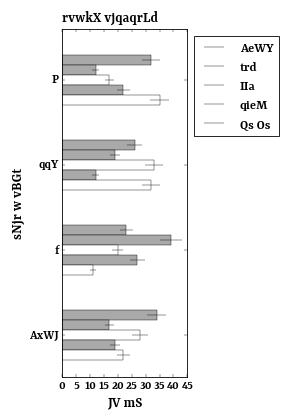 rvwkX vjqaqrLd
AeWY
trd
IIa
qieM
Qs Os
P
qqY
f
AxWJ
sNjr w vBGt
0 5 10 15 20 25 30 35 40 45
JV mS